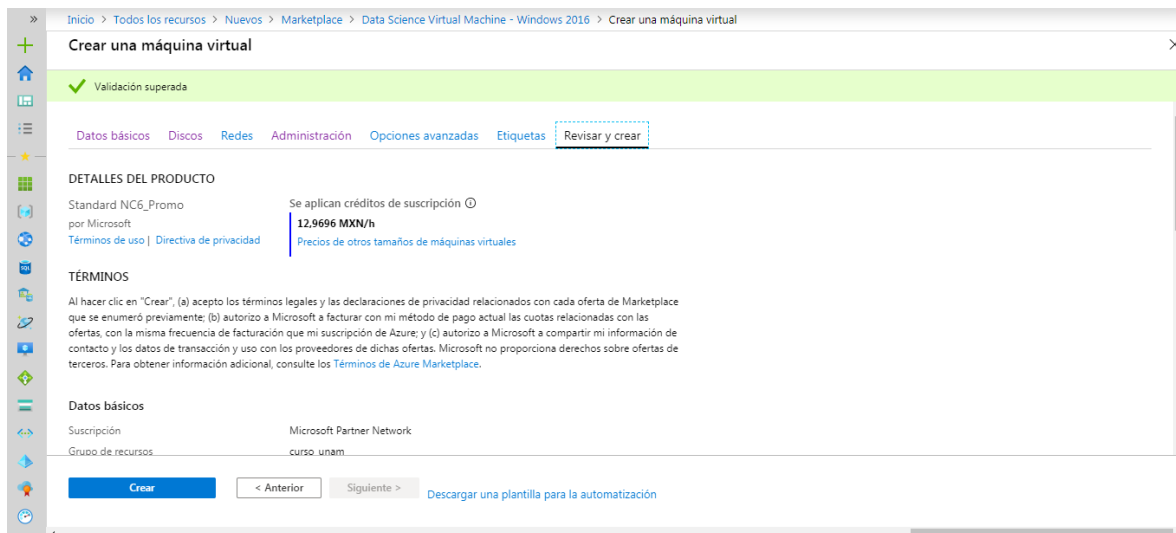 » Inicio > Todos los recursos > Nuevos > Marketplace > Data Science Virtual Machine - Windows 2016 > Crear una máquina virtual
Crear una máquina virtual
Validación superada
Datos básicos Discos Redes Administración Opciones avanzadas Etiquetas Revisar y crear
DETALLES DEL PRODUCTO
Standard NC6_Promo
por Microsoft
Términos de uso | Directiva de privacidad
Se aplican créditos de suscripción
12,9696 MXN/h
Precios de otros tamaños de máquinas virtuales
TÉRMINOS
Al hacer clic en "Crear", (a) acepto los términos legales y las declaraciones de privacidad relacionados con cada oferta de Marketplace
que se enumeró previamente; (b) autorizo a Microsoft a facturar con mi método de pago actual las cuotas relacionadas con las
ofertas, con la misma frecuencia de facturación que mi suscripción de Azure; y (c) autorizo a Microsoft a compartir mi información de
contacto y los datos de transacción y uso con los proveedores de dichas ofertas. Microsoft no proporciona derechos sobre ofertas de
terceros. Para obtener información adicional, consulte los Términos de Azure Marketplace.
Datos básicos
Suscripción Microsoft Partner Network
Grupo de recursos curso_unam
Crear < Anterior Siguiente > Descargar una plantilla para la automatización
SQL